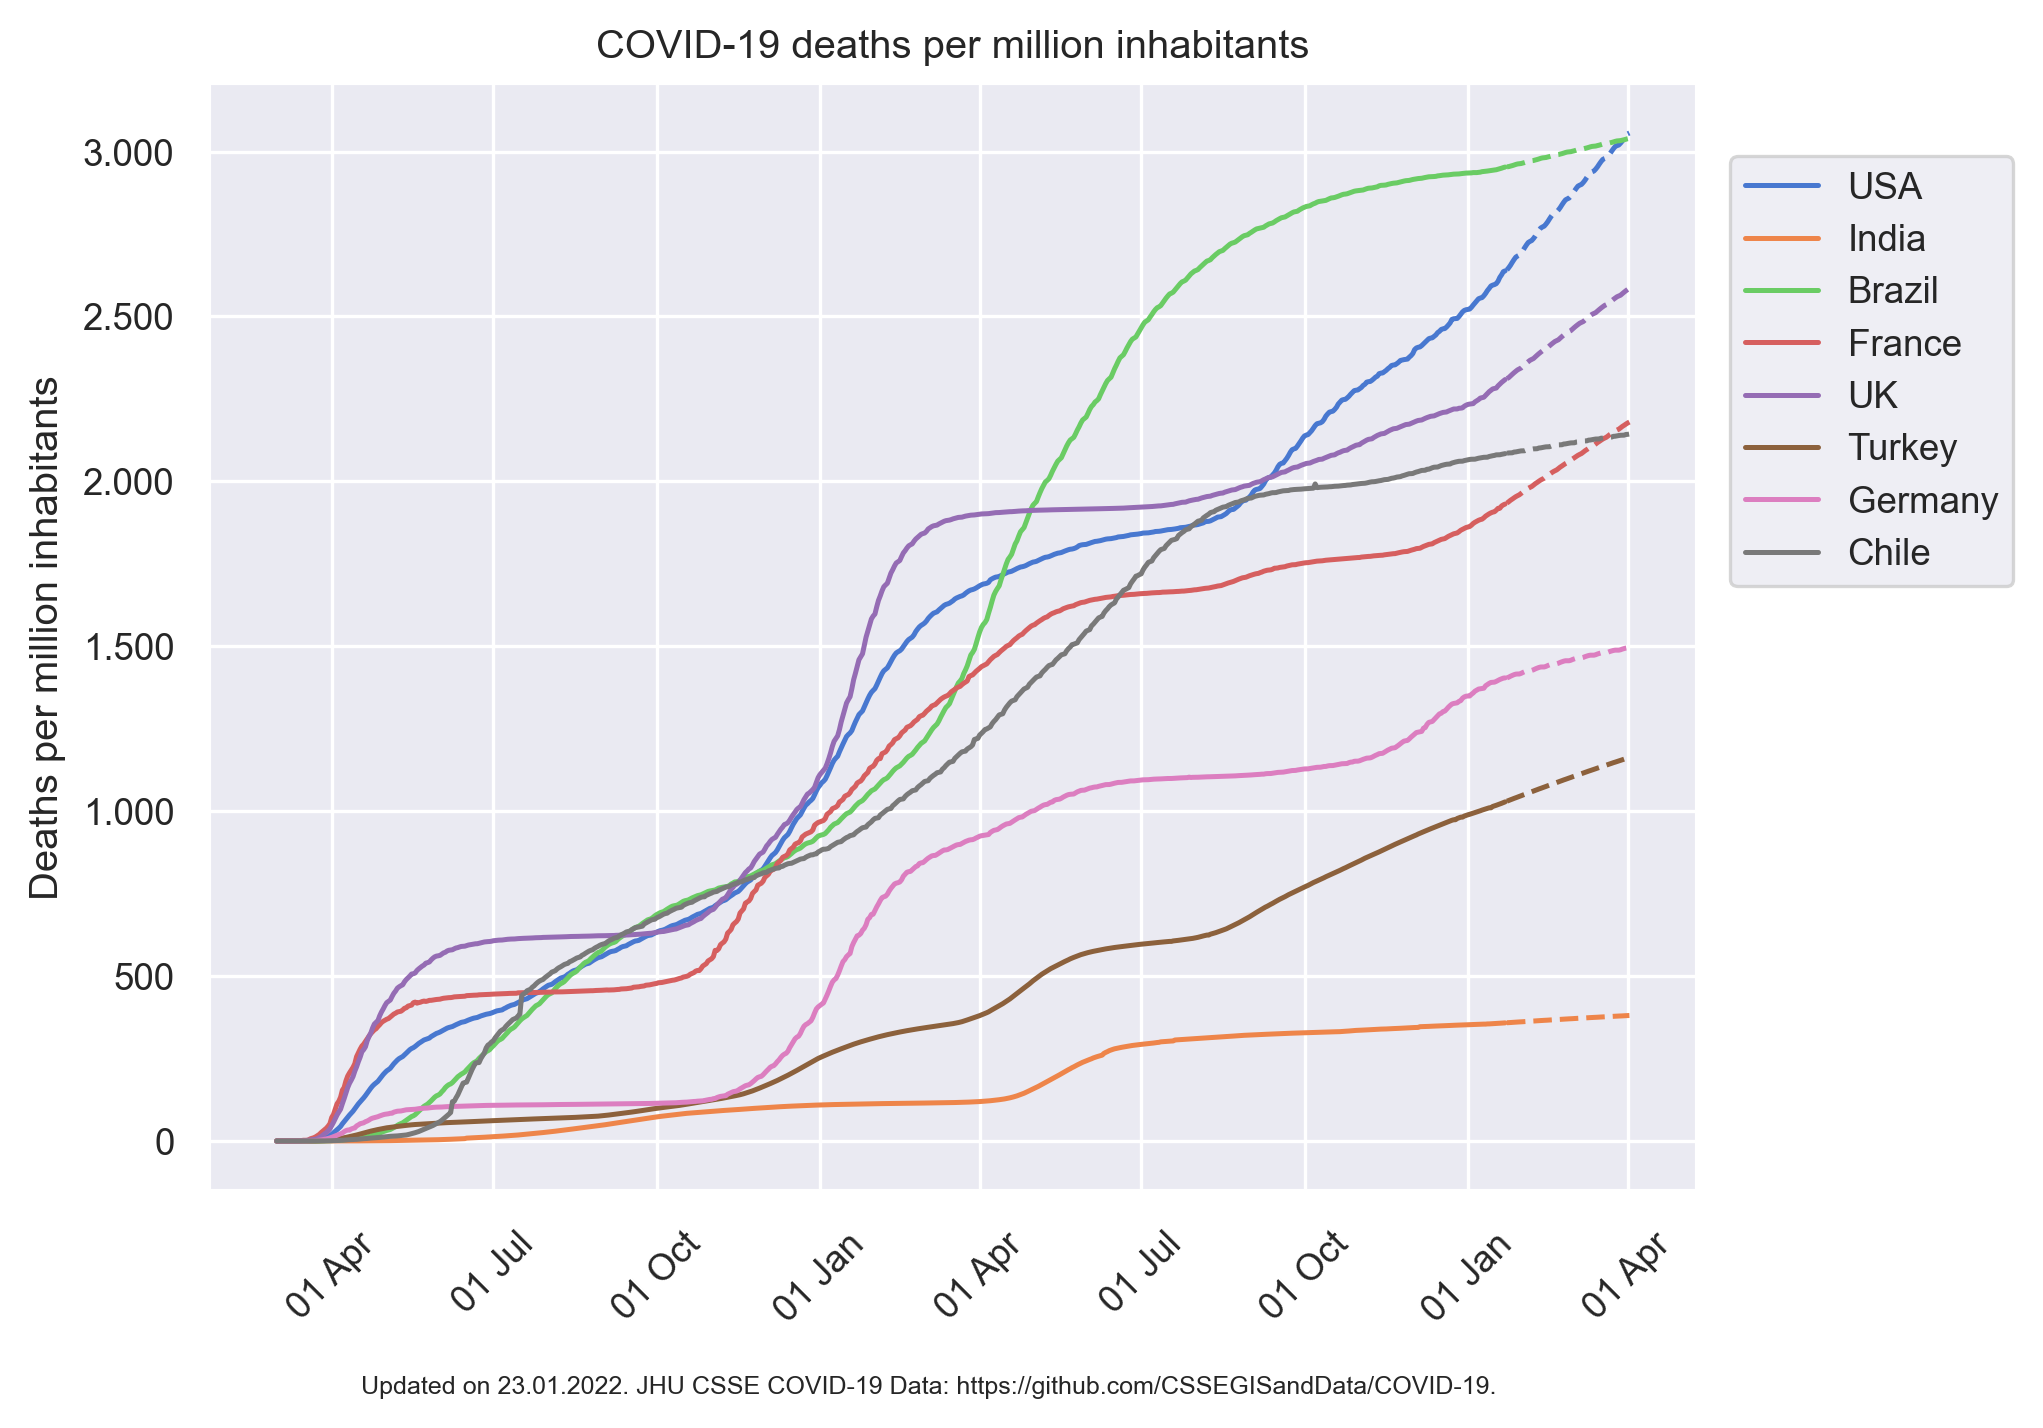 COVID-19 deaths per million inhabitants
Deaths per million inhabitants
3.000
2.500
2.000
1.500
1.000
500
0
USA
India
Brazil
France
UK
Turkey
Germany
Chile
01 Apr
01 Jul
01 Oct
01 Jan
01 Apr
01 Jul
01 Oct
01 Jan
01 Apr
Updated on 23.01.2022. JHU CSSE COVID-19 Data: https://github.com/CSSEGISandData/COVID-19.